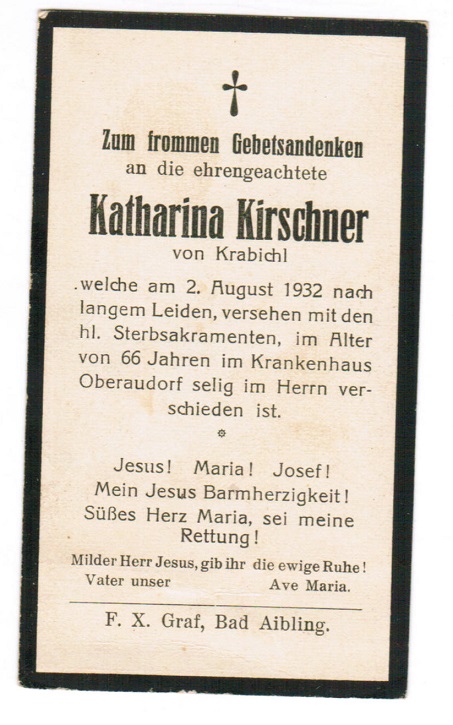 Zum frommen Gebetsandenken
an die ehrengeachtete
Katharina Kirschner
von Krabichl
welche am 2. August 1932 nach
langem Leiden, versehen mit den
hl. Sterbsakramenten, im Alter
von 66 Jahren im Krankenhaus
Oberaudorf selig im Herrn ver-
schieden ist.
Jesus! Maria! Josef!
Mein Jesus Barmherzigkeit!
Süßes Herz Maria, sei meine
Rettung!
Milder Herr Jesus, gib ihr die ewige Ruhe!
Vater unser Ave Maria.
F. X. Graf, Bad Aibling.